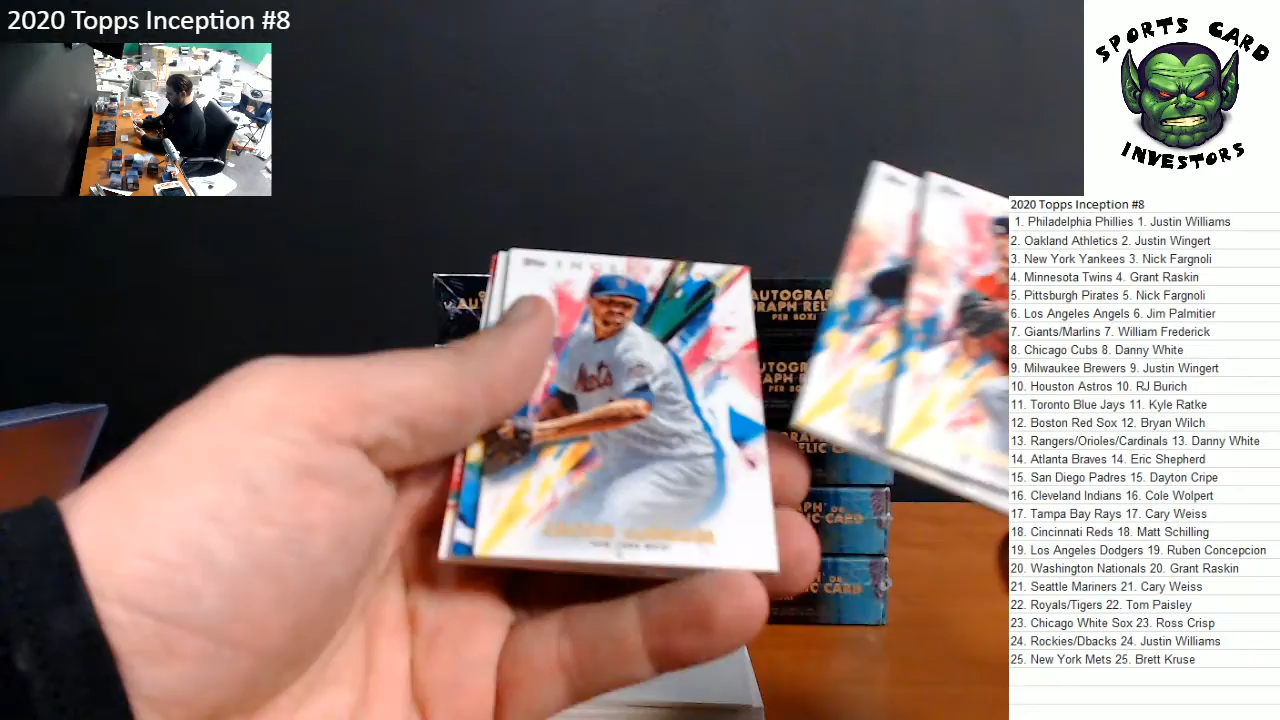 2020 Topps Inception #8
SPORTS CARD
INVESTORS
2020 Topps Inception #8
1. Philadelphia Phillies 1. Justin Williams
2. Oakland Athletics 2. Justin Wingert
3. New York Yankees 3. Nick Fargnoli
4. Minnesota Twins 4. Grant Raskin
5. Pittsburgh Pirates 5. Nick Fargnoli
6. Los Angeles Angels 6. Jim Palmitier
7. Giants/Marlins 7. William Frederick
8. Chicago Cubs 8. Danny White
9. Milwaukee Brewers 9. Justin Wingert
10. Houston Astros 10. RJ Burich
11. Toronto Blue Jays 11. Kyle Ratke
12. Boston Red Sox 12. Bryan Wilch
13. Rangers/Orioles/Cardinals 13. Danny White
14. Atlanta Braves 14. Eric Shepherd
15. San Diego Padres 15. Dayton Cripe
16. Cleveland Indians 16. Cole Wolpert
17. Tampa Bay Rays 17. Cary Weiss
18. Cincinnati Reds 18. Matt Schilling
19. Los Angeles Dodgers 19. Ruben Concepcion
20. Washington Nationals 20. Grant Raskin
21. Seattle Mariners 21. Cary Weiss
22. Royals/Tigers 22. Tom Paisley
23. Chicago White Sox 23. Ross Crisp
24. Rockies/Dbacks 24. Justin Williams
25. New York Mets 25. Brett Kruse
Mets
AUTOGRA
GRAPH REL
PER BOX!